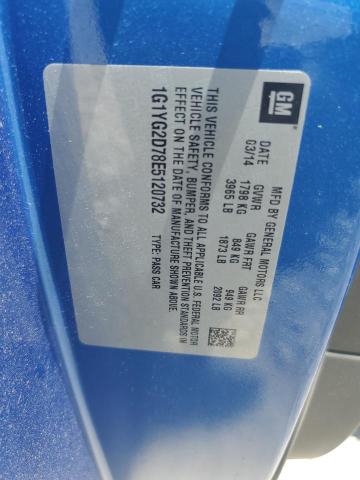 GM
MFD BY GENERAL MOTORS LLC
DATE GVWR GAWR FRT GAWR RR
03/14 1798 KG 849 KG 949 KG
3965 LB 1873 LB 2092 LB
THIS VEHICLE CONFORMS TO ALL APPLICABLE U.S. FEDERAL MOTOR
VEHICLE SAFETY, BUMPER, AND THEFT PREVENTION STANDARDS IN
EFFECT ON THE DATE OF MANUFACTURE SHOWN ABOVE.
1G1YG2D78E5120732 TYPE: PASS CAR